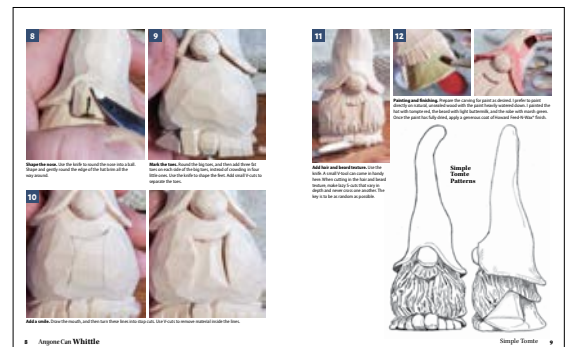 8
9
Shape the nose. Use the knife to round the nose into a ball.
Shape and gently round the edge of the hat brim all the
way around.
Mark the toes. Round the big toes, and then add three fat
toes on each side of the big toes, instead of crowding in four
little ones. Use the knife to shape the feet. Add small V-cuts to
separate the toes.
10
Add a smile. Draw the mouth, and then turn these lines into stop cuts. Use V-cuts to remove material inside the lines.
8 Anyone Can Whittle
11
12
Painting and finishing. Prepare the carving for paint as desired. I prefer to paint
directly on natural, unsealed wood with the paint heavily watered down. I painted the
hat with tompte red, the beard with light buttermilk, and the robe with marsh green.
Once the paint has fully dried, apply a generous coat of Howard Feed-N-Wax® finish.
Add hair and beard texture. Use the
knife. A small V-tool can come in handy
here. When cutting in the hair and beard
texture, make lazy S-cuts that vary in
depth and never cross one another. The
key is to be as random as possible.
Simple
Tomte
Patterns
Simple Tomte 9